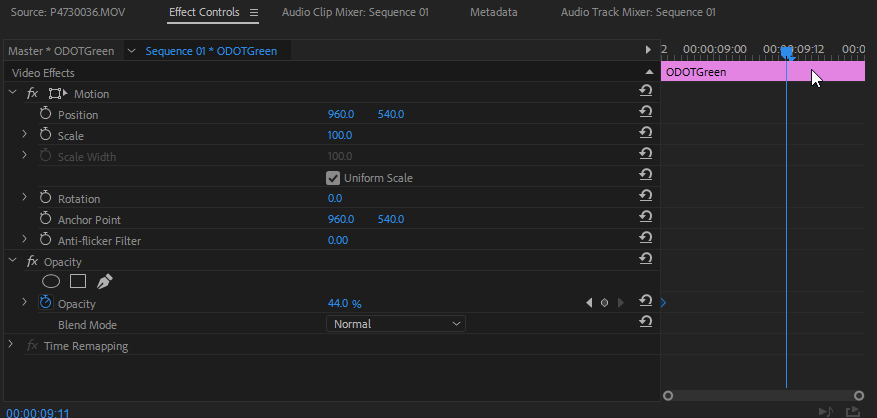 Source: P4730036.MOV Effect Controls Audio Clip Mixer: Sequence 01 Metadata Audio Track Mixer: Sequence 01
Master * ODOTGreen Sequence 01 * ODOTGreen 2 00:00:09:00 00:00:09:12 00:0
Video Effects ODOTGreen
fx Motion
Position 960.0 540.0
Scale 100.0
Scale Width 100.0
Uniform Scale
Rotation 0.0
Anchor Point 960.0 540.0
Anti-flicker Filter 0.00
fx Opacity
Opacity 44.0 %
Blend Mode Normal
fx Time Remapping
00:00:09:11